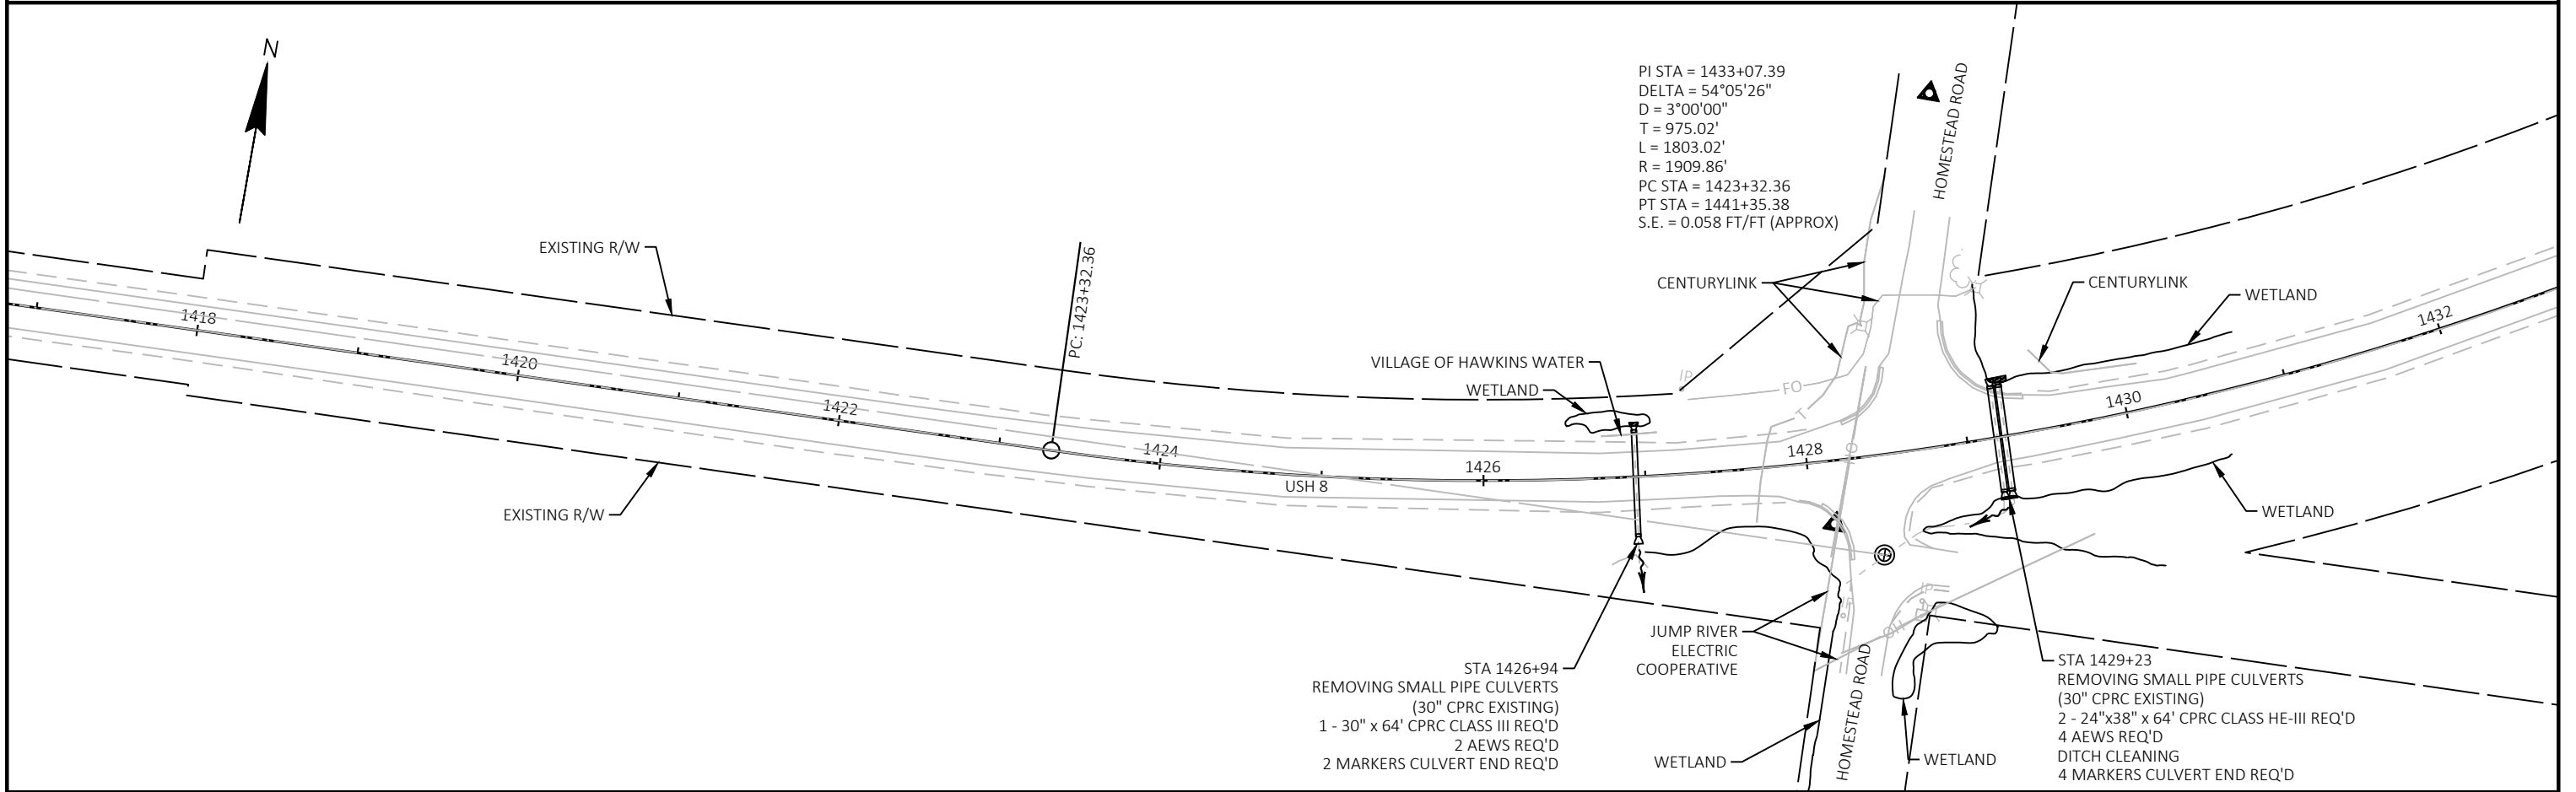 N
PI STA = 1433+07.39
DELTA = 54°05'26"
D = 3°00'00"
T = 975.02'
L = 1803.02'
R = 1909.86'
PC STA = 1423+32.36
PT STA = 1441+35.38
S.E. = 0.058 FT/FT (APPROX)
HOMESTEAD ROAD
EXISTING R/W
PC: 1423+32.36
CENTURYLINK
CENTURYLINK
WETLAND
1418
1420
1422
1424
1426
1428
1430
1432
USH 8
VILLAGE OF HAWKINS WATER
WETLAND
IP
FO
T
OH
EXISTING R/W
WETLAND
IP
IP
OH
JUMP RIVER
ELECTRIC
COOPERATIVE
STA 1426+94
REMOVING SMALL PIPE CULVERTS
(30" CPRC EXISTING)
1 - 30" x 64' CPRC CLASS III REQ'D
2 AEWS REQ'D
2 MARKERS CULVERT END REQ'D
WETLAND
HOMESTEAD ROAD
WETLAND
STA 1429+23
REMOVING SMALL PIPE CULVERTS
(30" CPRC EXISTING)
2 - 24"x38" x 64' CPRC CLASS HE-III REQ'D
4 AEWS REQ'D
DITCH CLEANING
4 MARKERS CULVERT END REQ'D